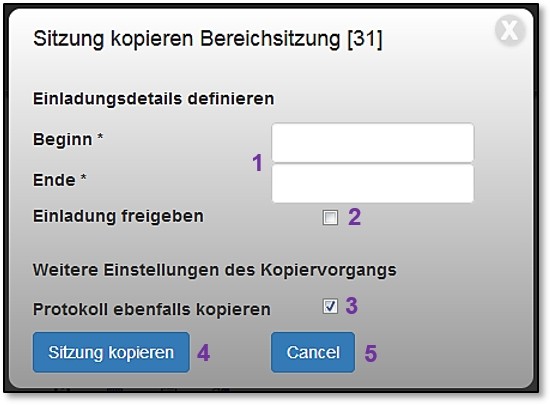 Sitzung kopieren Bereichsitzung [31]
X
Einladungsdetails definieren
Beginn *
1
Ende *
Einladung freigeben 2
Weitere Einstellungen des Kopiervorgangs
Protokoll ebenfalls kopieren 3
Sitzung kopieren 4 Cancel 5